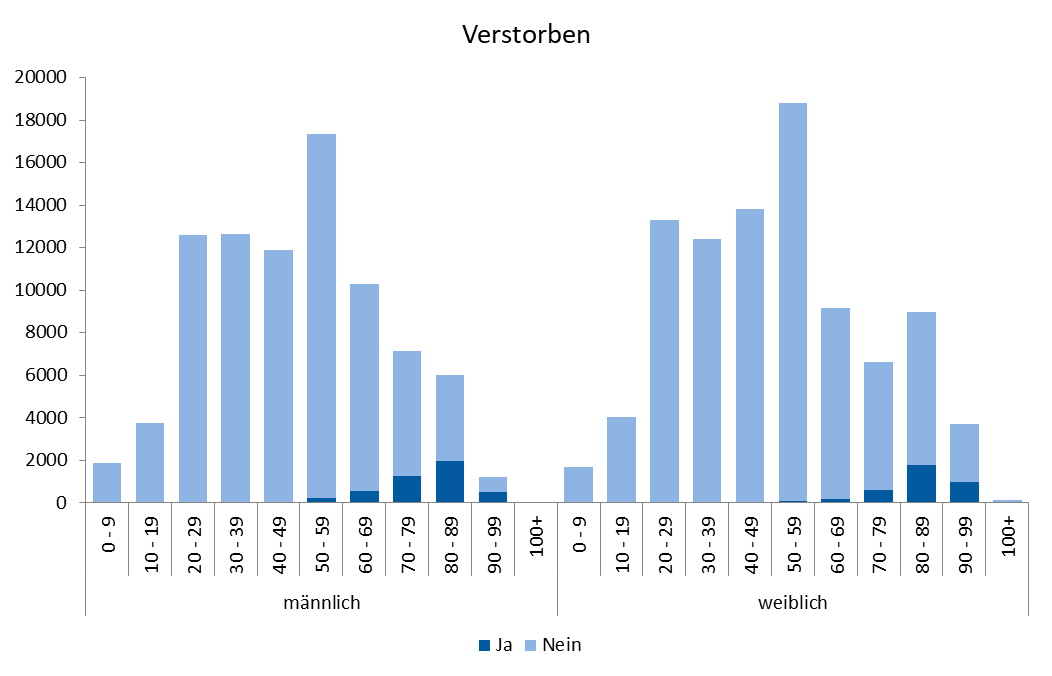 Verstorben
20000
18000
16000
14000
12000
10000
8000
6000
4000
2000
0
0 - 9
10 - 19
20 - 29
30 - 39
40 - 49
50 - 59
60 - 69
70 - 79
80 - 89
90 - 99
100+
0 - 9
10 - 19
20 - 29
30 - 39
40 - 49
50 - 59
60 - 69
70 - 79
80 - 89
90 - 99
100+
männlich
weiblich
Ja Nein